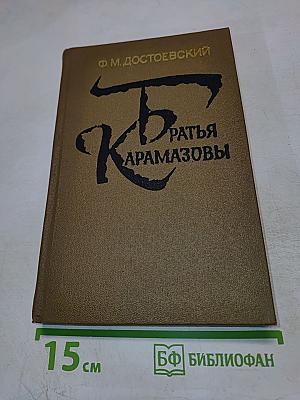 Ф. М. ДОСТОЕВСКИЙ
БРАТЬЯ
КАРАМАЗОВЫ
15 см
БФ БИБЛИОФАН